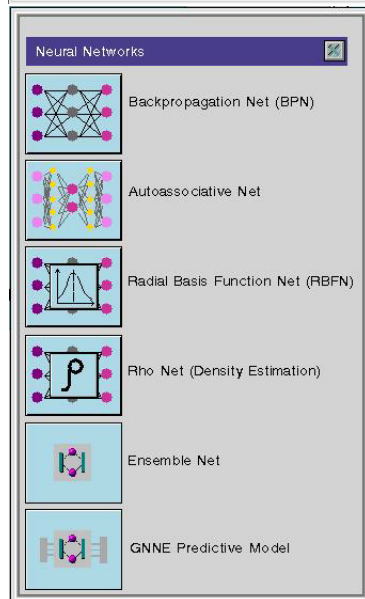 Neural Networks
Backpropagation Net (BPN)
Autoassociative Net
Radial Basis Function Net (RBFN)
Rho Net (Density Estimation)
ρ
Ensemble Net
GNNE Predictive Model